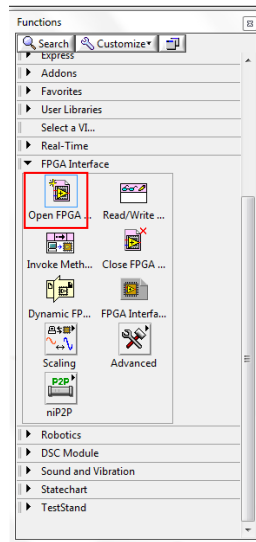 Functions
Search Customize
Express
Addons
Favorites
User Libraries
Select a VI...
Real-Time
FPGA Interface
Open FPGA ... Read/Write ...
Invoke Meth... Close FPGA ...
Dynamic FP... FPGA Interfa...
Scaling Advanced
P2P
niP2P
Robotics
DSC Module
Sound and Vibration
Statechart
TestStand